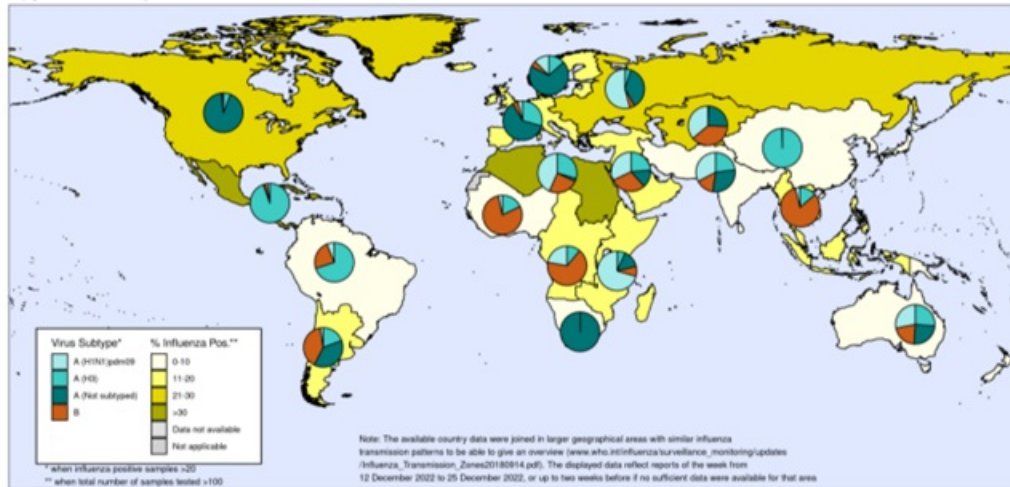 Virus Subtype*
A (H1N1)pdm09
A (H3)
A (Not subtyped)
B
% Influenza Pos.**
0-10
11-20
21-30
>30
Data not available
Not applicable
* when influenza positive samples >20
** when total number of samples tested >100
Note: The available country data were joined in larger geographical areas with similar influenza
transmission patterns to be able to give an overview (www.who.int/influenza/surveillance_monitoring/updates
/Influenza_Transmission_Zones20180914.pdf). The displayed data reflect reports of the week from
12 December 2022 to 25 December 2022, or up to two weeks before if no sufficient data were available for that area